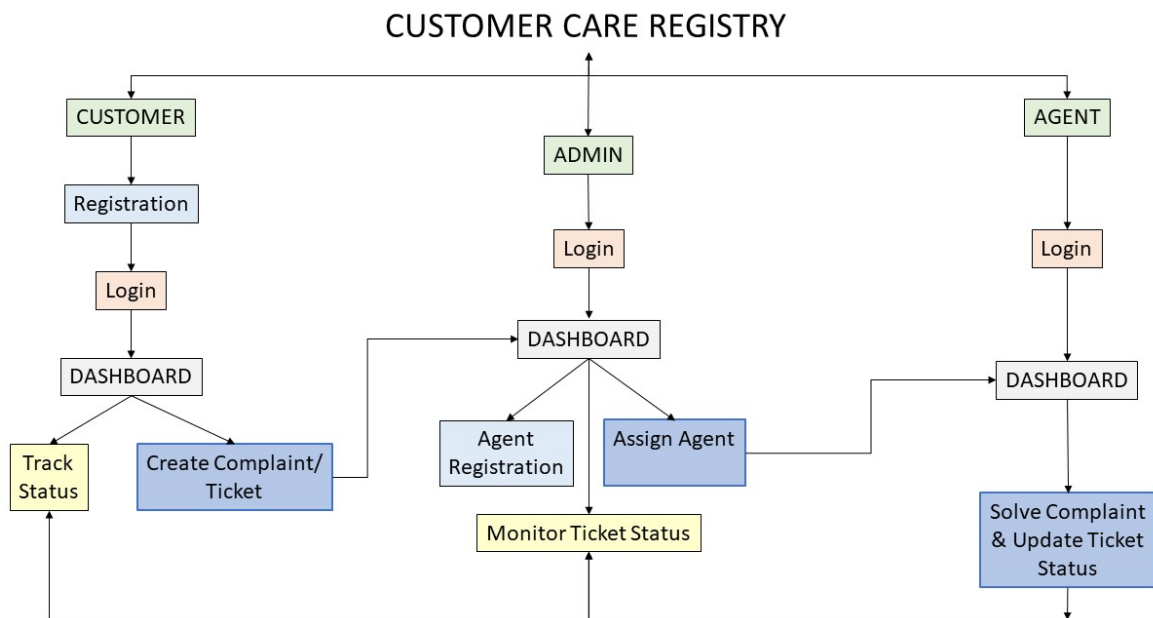 CUSTOMER CARE REGISTRY
CUSTOMER
Registration
Login
DASHBOARD
Track
Status
Create Complaint/
Ticket
ADMIN
Login
DASHBOARD
Agent
Registration
Assign Agent
Monitor Ticket Status
AGENT
Login
DASHBOARD
Solve Complaint
& Update Ticket
Status